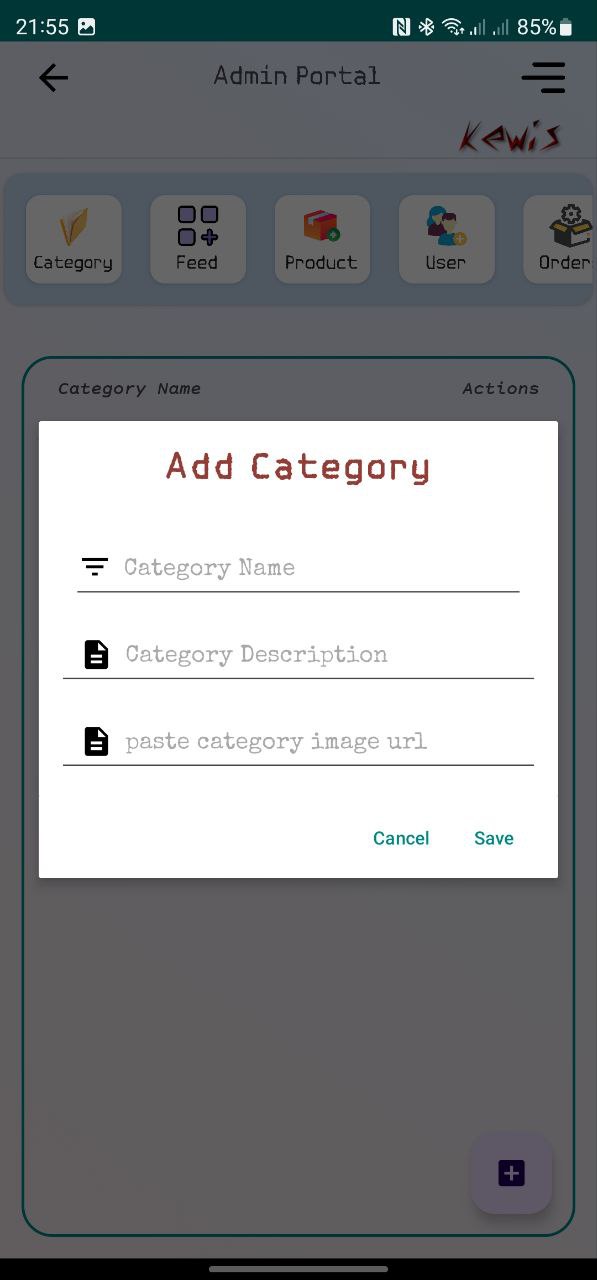 21:55 85%
Admin Portal
Kewis
Category Feed Product User Order
Category Name Actions
Add Category
Category Name
Category Description
paste category image url
Cancel Save